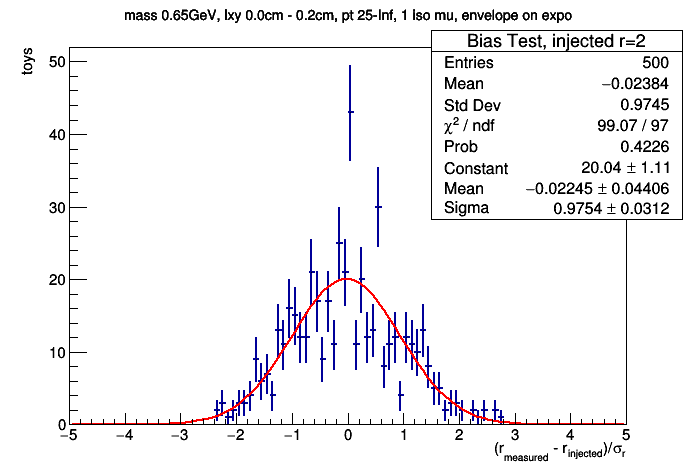 mass 0.65GeV, lxy 0.0cm - 0.2cm, pt 25-Inf, 1 Iso mu, envelope on expo
toys
Bias Test, injected r=2
Entries 500
Mean −0.02384
Std Dev 0.9745
χ² / ndf 99.07 / 97
Prob 0.4226
Constant 20.04 ± 1.11
Mean −0.02245 ± 0.04406
Sigma 0.9754 ± 0.0312
50
40
30
20
10
0
−5 −4 −3 −2 −1 0 1 2 3 4 5
(r_measured - r_injected)/σ_r